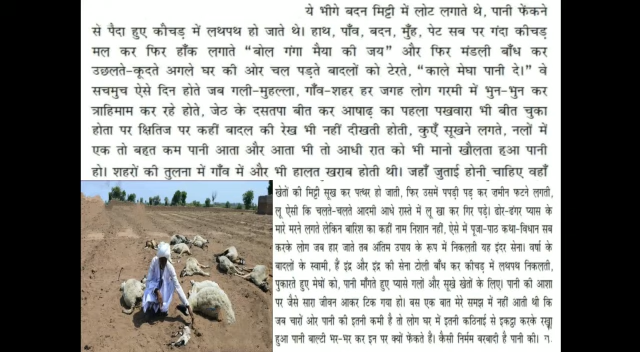 ये भीगे बदन मिट्टी में लोट लगाते थे, पानी फेंकने
से पैदा हुए कीचड़ में लथपथ हो जाते थे। हाथ, पाँव, बदन, मुँह, पेट सब पर गंदा कीचड़
मल कर फिर हाँक लगाते "बोल गंगा मैया की जय" और फिर मंडली बाँध कर
उछलते-कूदते अगले घर की ओर चल पड़ते बादलों को टेरते, "काले मेघा पानी दे।" वे
सचमुच ऐसे दिन होते जब गली-मुहल्ला, गाँव-शहर हर जगह लोग गरमी में भुन-भुन कर
त्राहिमाम कर रहे होते, जेठ के दसतपा बीत कर आषाढ़ का पहला पखवारा भी बीत चुका
होता पर क्षितिज पर कहीं बादल की रेख भी नहीं दीखती होती, कुएँ सूखने लगते, नलों में
एक तो बहुत कम पानी आता और आता भी तो आधी रात को भी मानो खौलता हुआ पानी
हो। शहरों की तुलना में गाँव में और भी हालत खराब होती थी। जहाँ जुताई होनी चाहिए वहाँ
खेतों की मिट्टी सूख कर पत्थर हो जाती, फिर उसमें पपड़ी पड़ कर जमीन फटने लगती,
लू ऐसी कि चलते-चलते आदमी आधे रास्ते में लू खा कर गिर पड़े। ढोर-डंगर प्यास के
मारे मरने लगते लेकिन बारिश का कहीं नाम निशान नहीं, ऐसे में पूजा-पाठ कथा-विधान सब
करके लोग जब हार जाते तब अंतिम उपाय के रूप में निकलती यह इंदर सेना। वर्षा के
बादलों के स्वामी, हैं इंद्र और इंद्र की सेना टोली बाँध कर कीचड़ में लथपथ निकलती,
पुकारते हुए मेघों को, पानी माँगते हुए प्यासे गलों और सूखे खेतों के लिए। पानी की आशा
पर जैसे सारा जीवन आकर टिक गया हो। बस एक बात मेरे समझ में नहीं आती थी कि
जब चारों ओर पानी की इतनी कमी है तो लोग घर में इतनी कठिनाई से इकट्ठा करके रखा
हुआ पानी बाल्टी भर-भर कर इन पर क्यों फेंकते हैं। कैसी निर्मम बरबादी है पानी की।